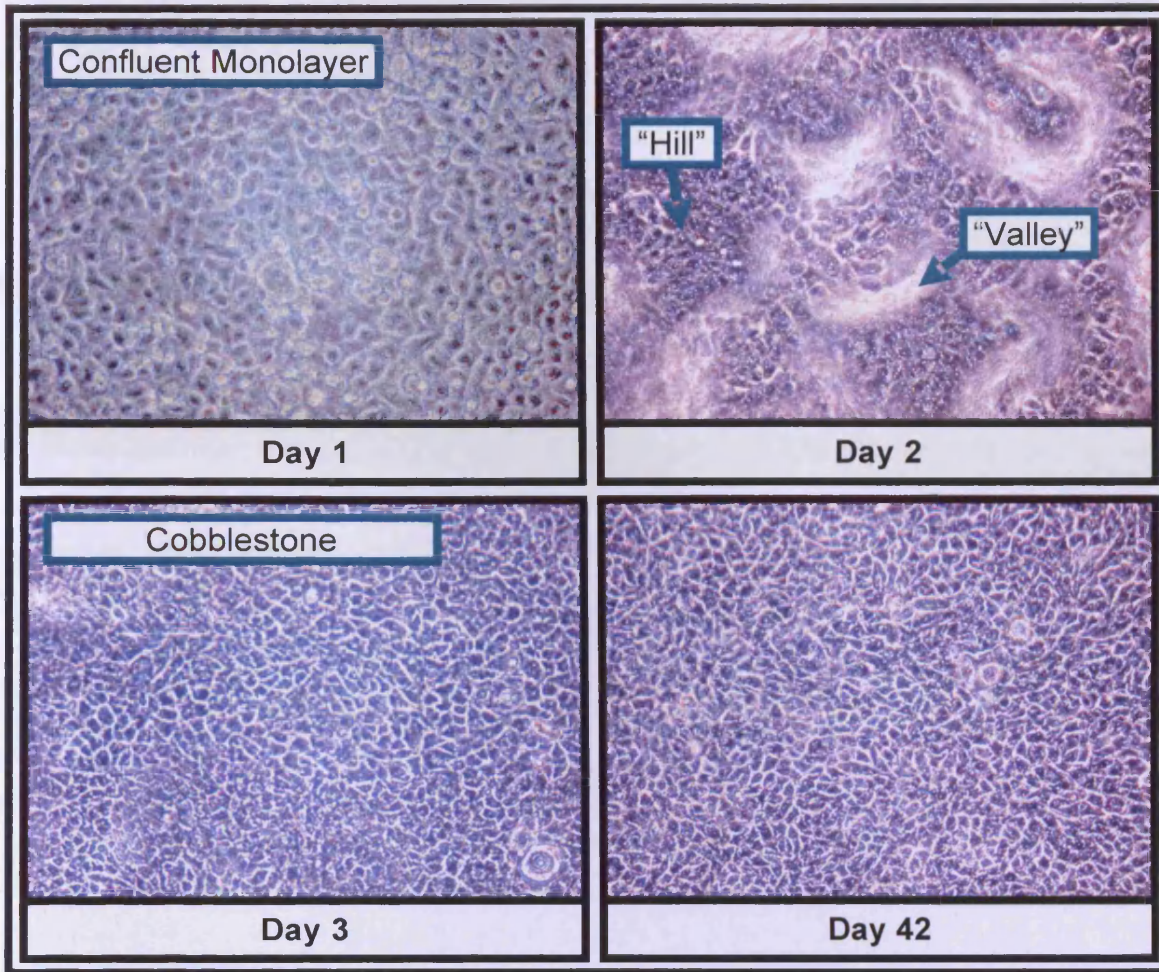 Confluent Monolayer
“Hill”
“Valley”
Day 1
Day 2
Cobblestone
Day 3
Day 42